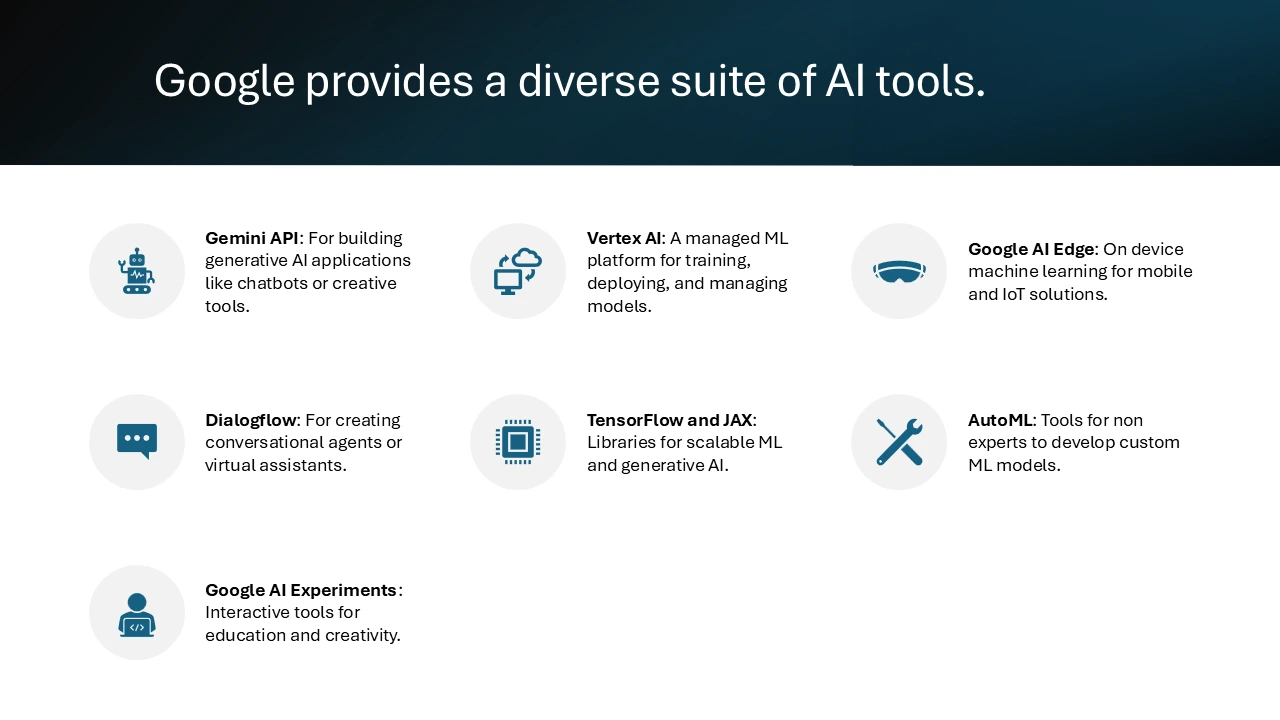 Google provides a diverse suite of AI tools.
Gemini API: For building
generative AI applications
like chatbots or creative
tools.
Vertex AI: A managed ML
platform for training,
deploying, and managing
models.
Google AI Edge: On device
machine learning for mobile
and IoT solutions.
Dialogflow: For creating
conversational agents or
virtual assistants.
TensorFlow and JAX:
Libraries for scalable ML
and generative AI.
AutoML: Tools for non
experts to develop custom
ML models.
Google AI Experiments:
Interactive tools for
education and creativity.